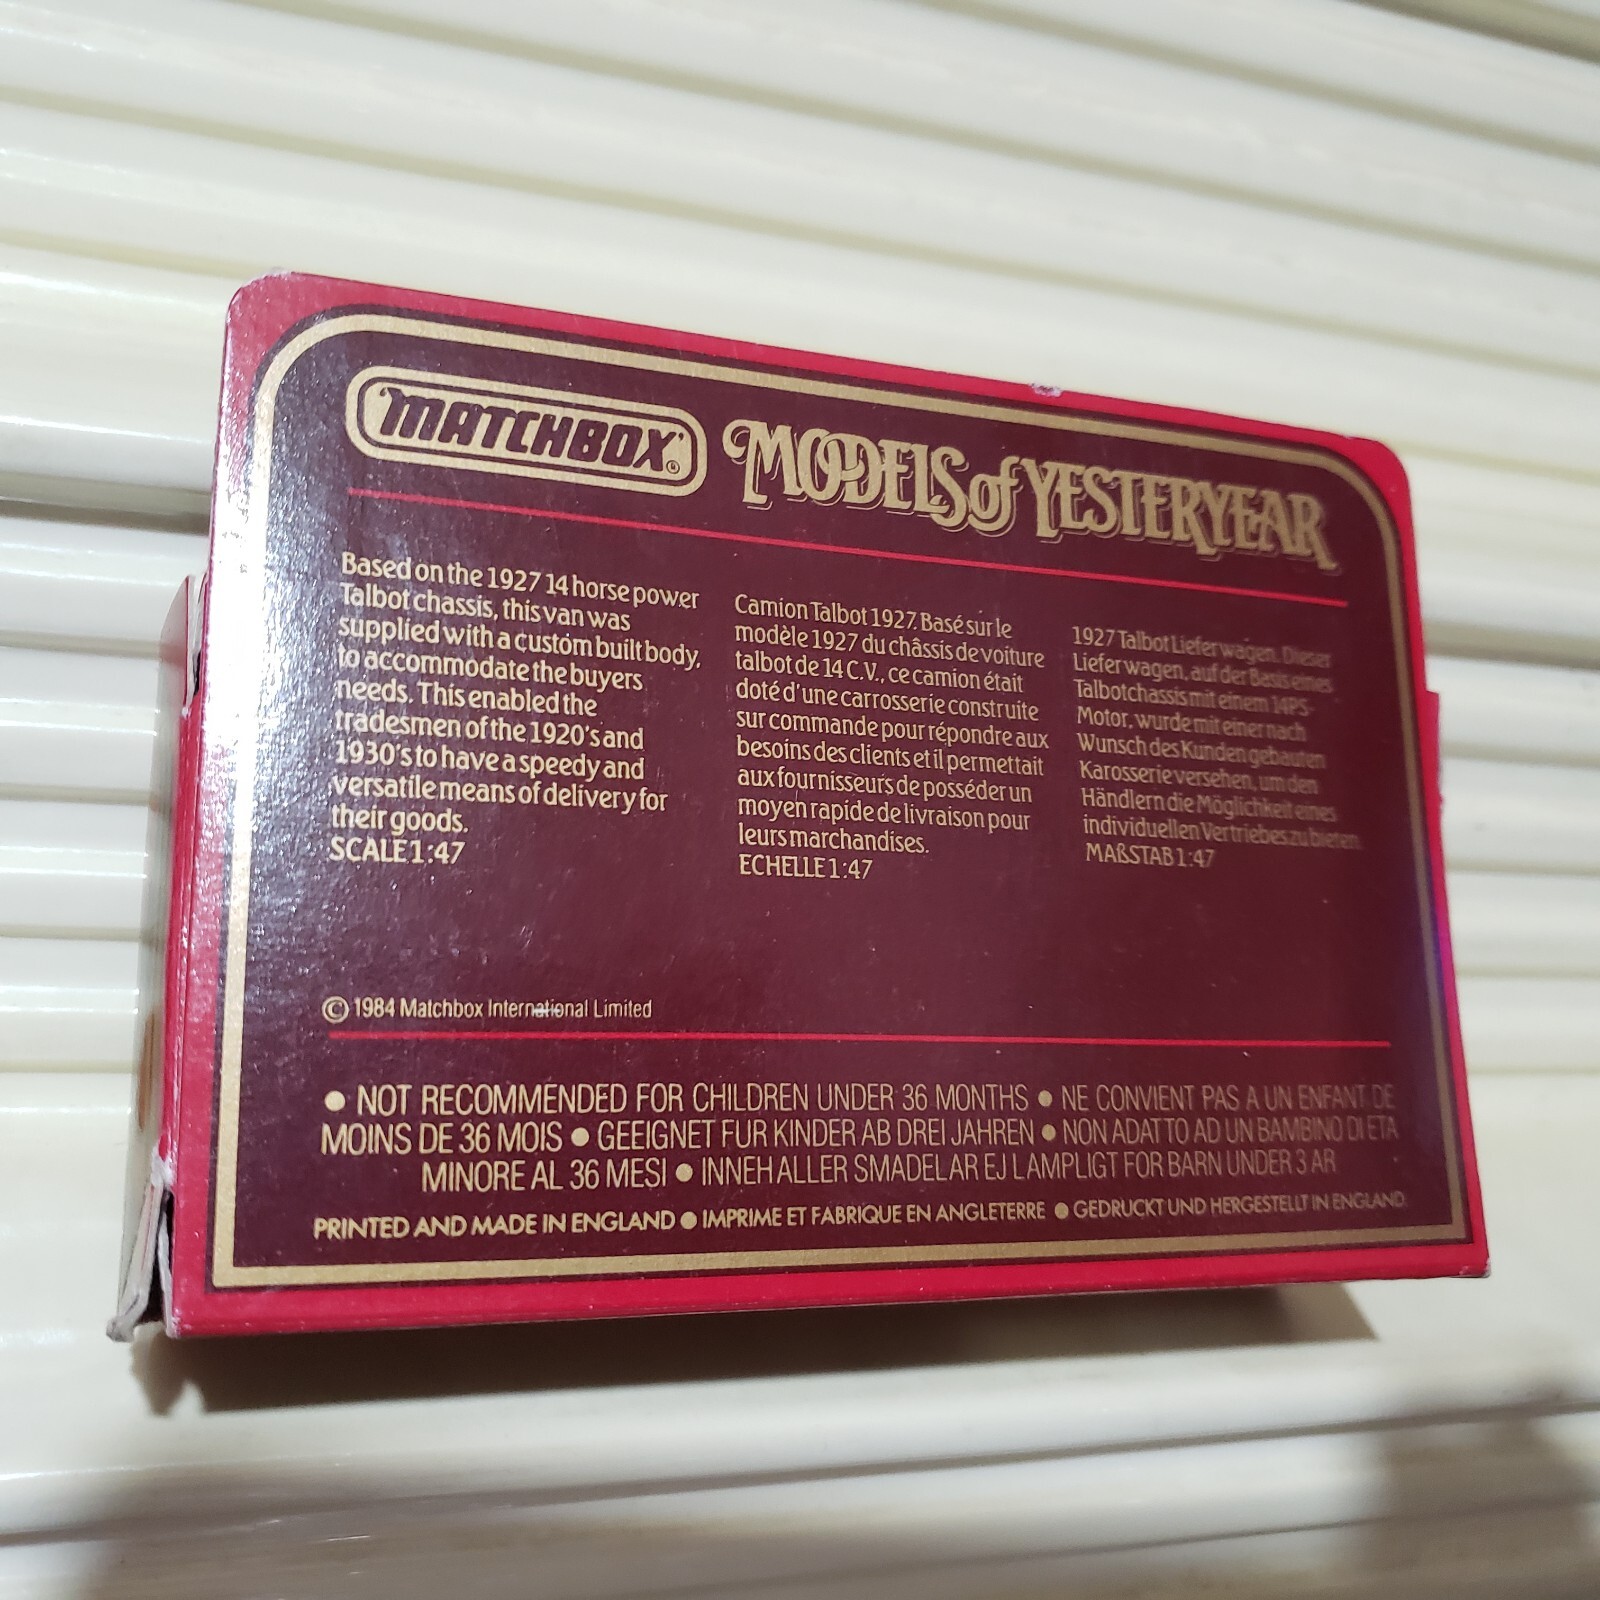 "MATCHBOX"®
MODELS of YESTERYEAR
Based on the 1927 14 horse power
Talbot chassis, this van was
supplied with a custom built body,
to accommodate the buyers
needs. This enabled the
tradesmen of the 1920's and
1930's to have a speedy and
versatile means of delivery for
their goods.
SCALE 1:47
Camion Talbot 1927. Basé sur le
modèle 1927 du châssis de voiture
talbot de 14 C.V., ce camion était
doté d'une carrosserie construite
sur commande pour répondre aux
besoins des clients et il permettait
aux fournisseurs de posséder un
moyen rapide de livraison pour
leurs marchandises.
ECHELLE 1:47
1927 Talbot Lieferwagen. Dieser
Lieferwagen, auf der Basis eines
Talbotchassis mit einem 14PS-
Motor, wurde mit einer nach
Wunsch des Kunden gebauten
Karosserie versehen, um den
Händlern die Möglichkeit eines
individuellen Vertriebes zu bieten.
MAßSTAB 1:47
© 1984 Matchbox International Limited
● NOT RECOMMENDED FOR CHILDREN UNDER 36 MONTHS ● NE CONVIENT PAS A UN ENFANT DE
MOINS DE 36 MOIS ● GEEIGNET FUR KINDER AB DREI JAHREN ● NON ADATTO AD UN BAMBINO DI ETA
MINORE AL 36 MESI ● INNEHALLER SMADELAR EJ LAMPLIGT FOR BARN UNDER 3 AR
PRINTED AND MADE IN ENGLAND ● IMPRIME ET FABRIQUE EN ANGLETERRE ● GEDRUCKT UND HERGESTELLT IN ENGLAND.